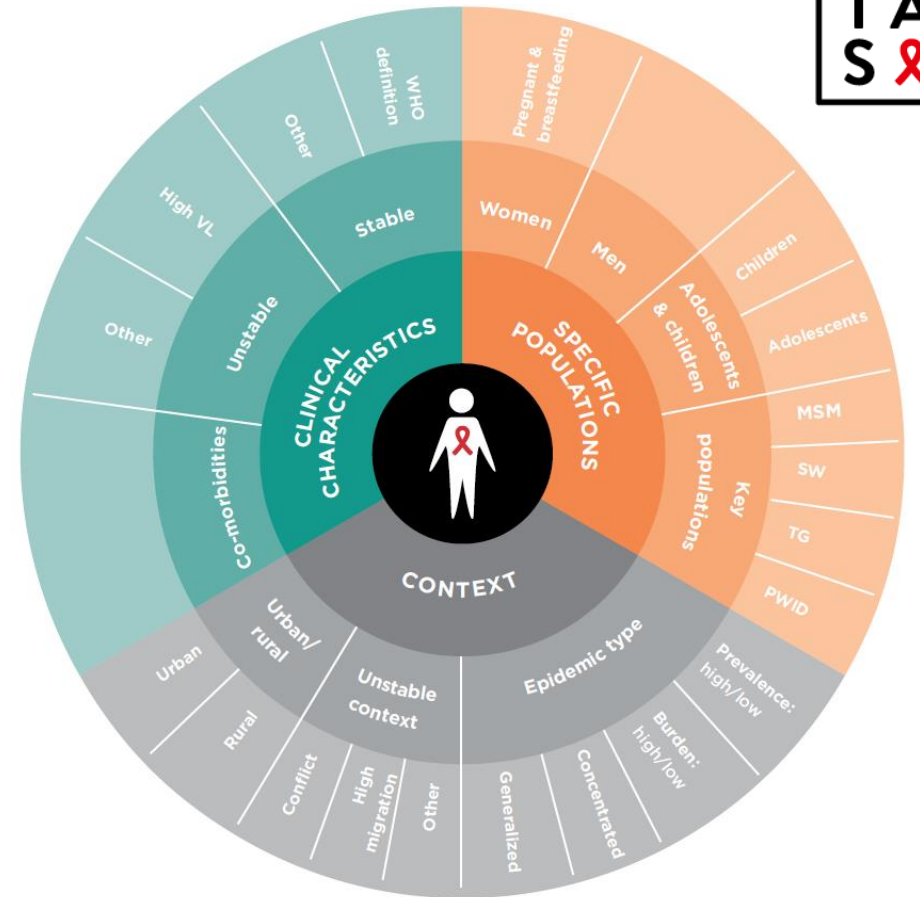 T A
S
CLINICAL
CHARACTERISTICS
Stable
WHO
definition
Other
Unstable
High VL
Other
Co-morbidities
SPECIFIC
POPULATIONS
Women
Pregnant &
breastfeeding
Men
Adolescents
& children
Children
Adolescents
Key
populations
MSM
SW
TG
PWID
CONTEXT
Urban/
rural
Urban
Rural
Unstable
context
Conflict
High
migration
Other
Epidemic type
Generalized
Concentrated
Burden:
high/low
Prevalence:
high/low